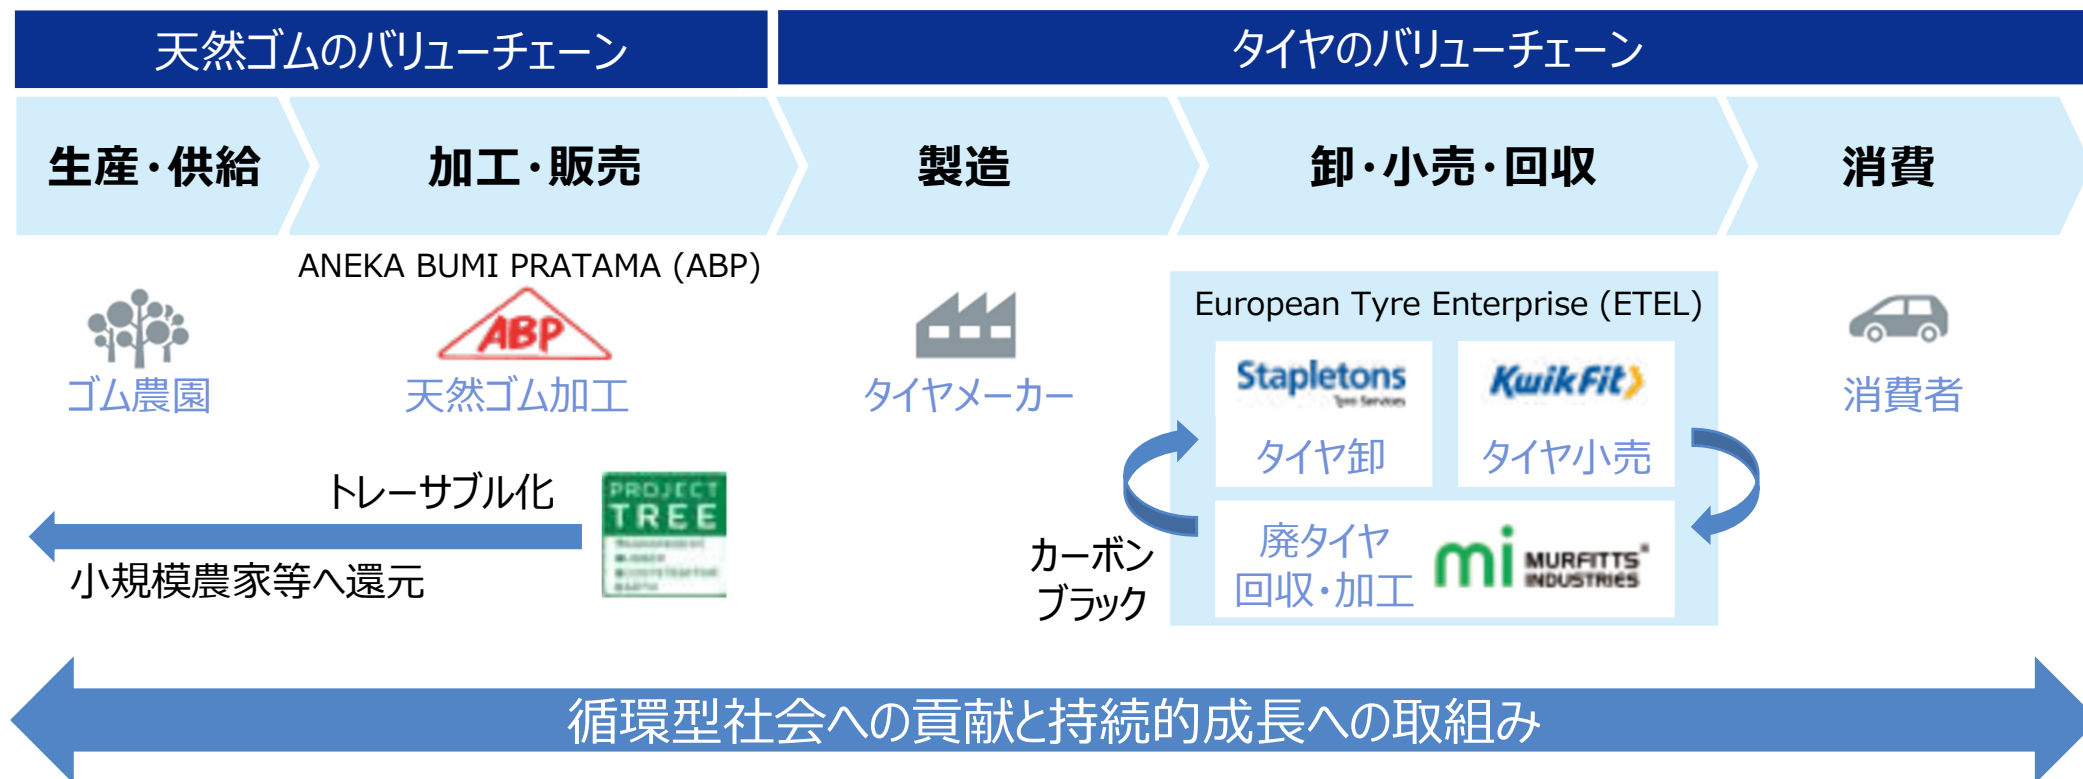 天然ゴムのバリューチェーン
タイヤのバリューチェーン
生産・供給
加工・販売
製造
卸・小売・回収
消費
ANEKA BUMI PRATAMA (ABP)
ABP
ゴム農園
天然ゴム加工
タイヤメーカー
European Tyre Enterprise (ETEL)
Stapletons
Tyre Services
KwikFit
タイヤ卸
タイヤ小売
消費者
トレーサブル化
小規模農家等へ還元
PROJECT
TREE
カーボン
ブラック
廃タイヤ
回収・加工
mi MURFITTS
INDUSTRIES
循環型社会への貢献と持続的成長への取組み